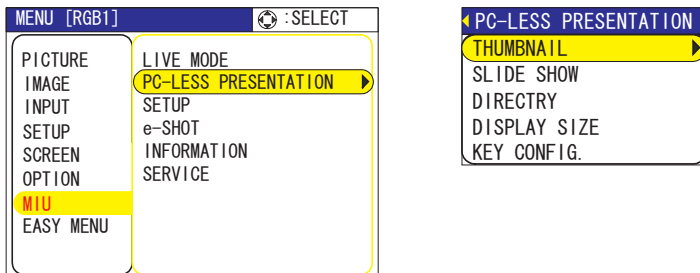 MENU [RGB1] :SELECT
PICTURE
IMAGE
INPUT
SETUP
SCREEN
OPTION
MIU
EASY MENU
LIVE MODE
PC-LESS PRESENTATION
SETUP
e-SHOT
INFORMATION
SERVICE
PC-LESS PRESENTATION
THUMBNAIL
SLIDE SHOW
DIRECTRY
DISPLAY SIZE
KEY CONFIG.